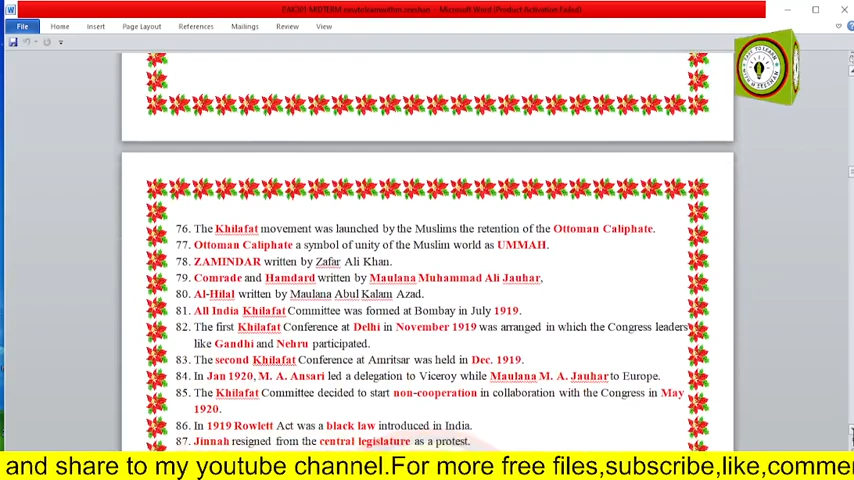 PAK301 MIDTERM - Microsoft Word (Product Activation Failed)
File Home Insert Page Layout References Mailings Review View
76. The Khilafat movement was launched by the Muslims the retention of the Ottoman Caliphate.
77. Ottoman Caliphate a symbol of unity of the Muslim world as UMMAH.
78. ZAMINDAR written by Zafar Ali Khan.
79. Comrade and Hamdard written by Maulana Muhammad Ali Jauhar,
80. Al-Hilal written by Maulana Abul Kalam Azad.
81. All India Khilafat Committee was formed at Bombay in July 1919.
82. The first Khilafat Conference at Delhi in November 1919 was arranged in which the Congress leaders
like Gandhi and Nehru participated.
83. The second Khilafat Conference at Amritsar was held in Dec. 1919.
84. In Jan 1920, M. A. Ansari led a delegation to Viceroy while Maulana M. A. Jauhar to Europe.
85. The Khilafat Committee decided to start non-cooperation in collaboration with the Congress in May
1920.
86. In 1919 Rowlett Act was a black law introduced in India.
87. Jinnah resigned from the central legislature as a protest.
and share to my youtube channel.For more free files,subscribe,like,comme